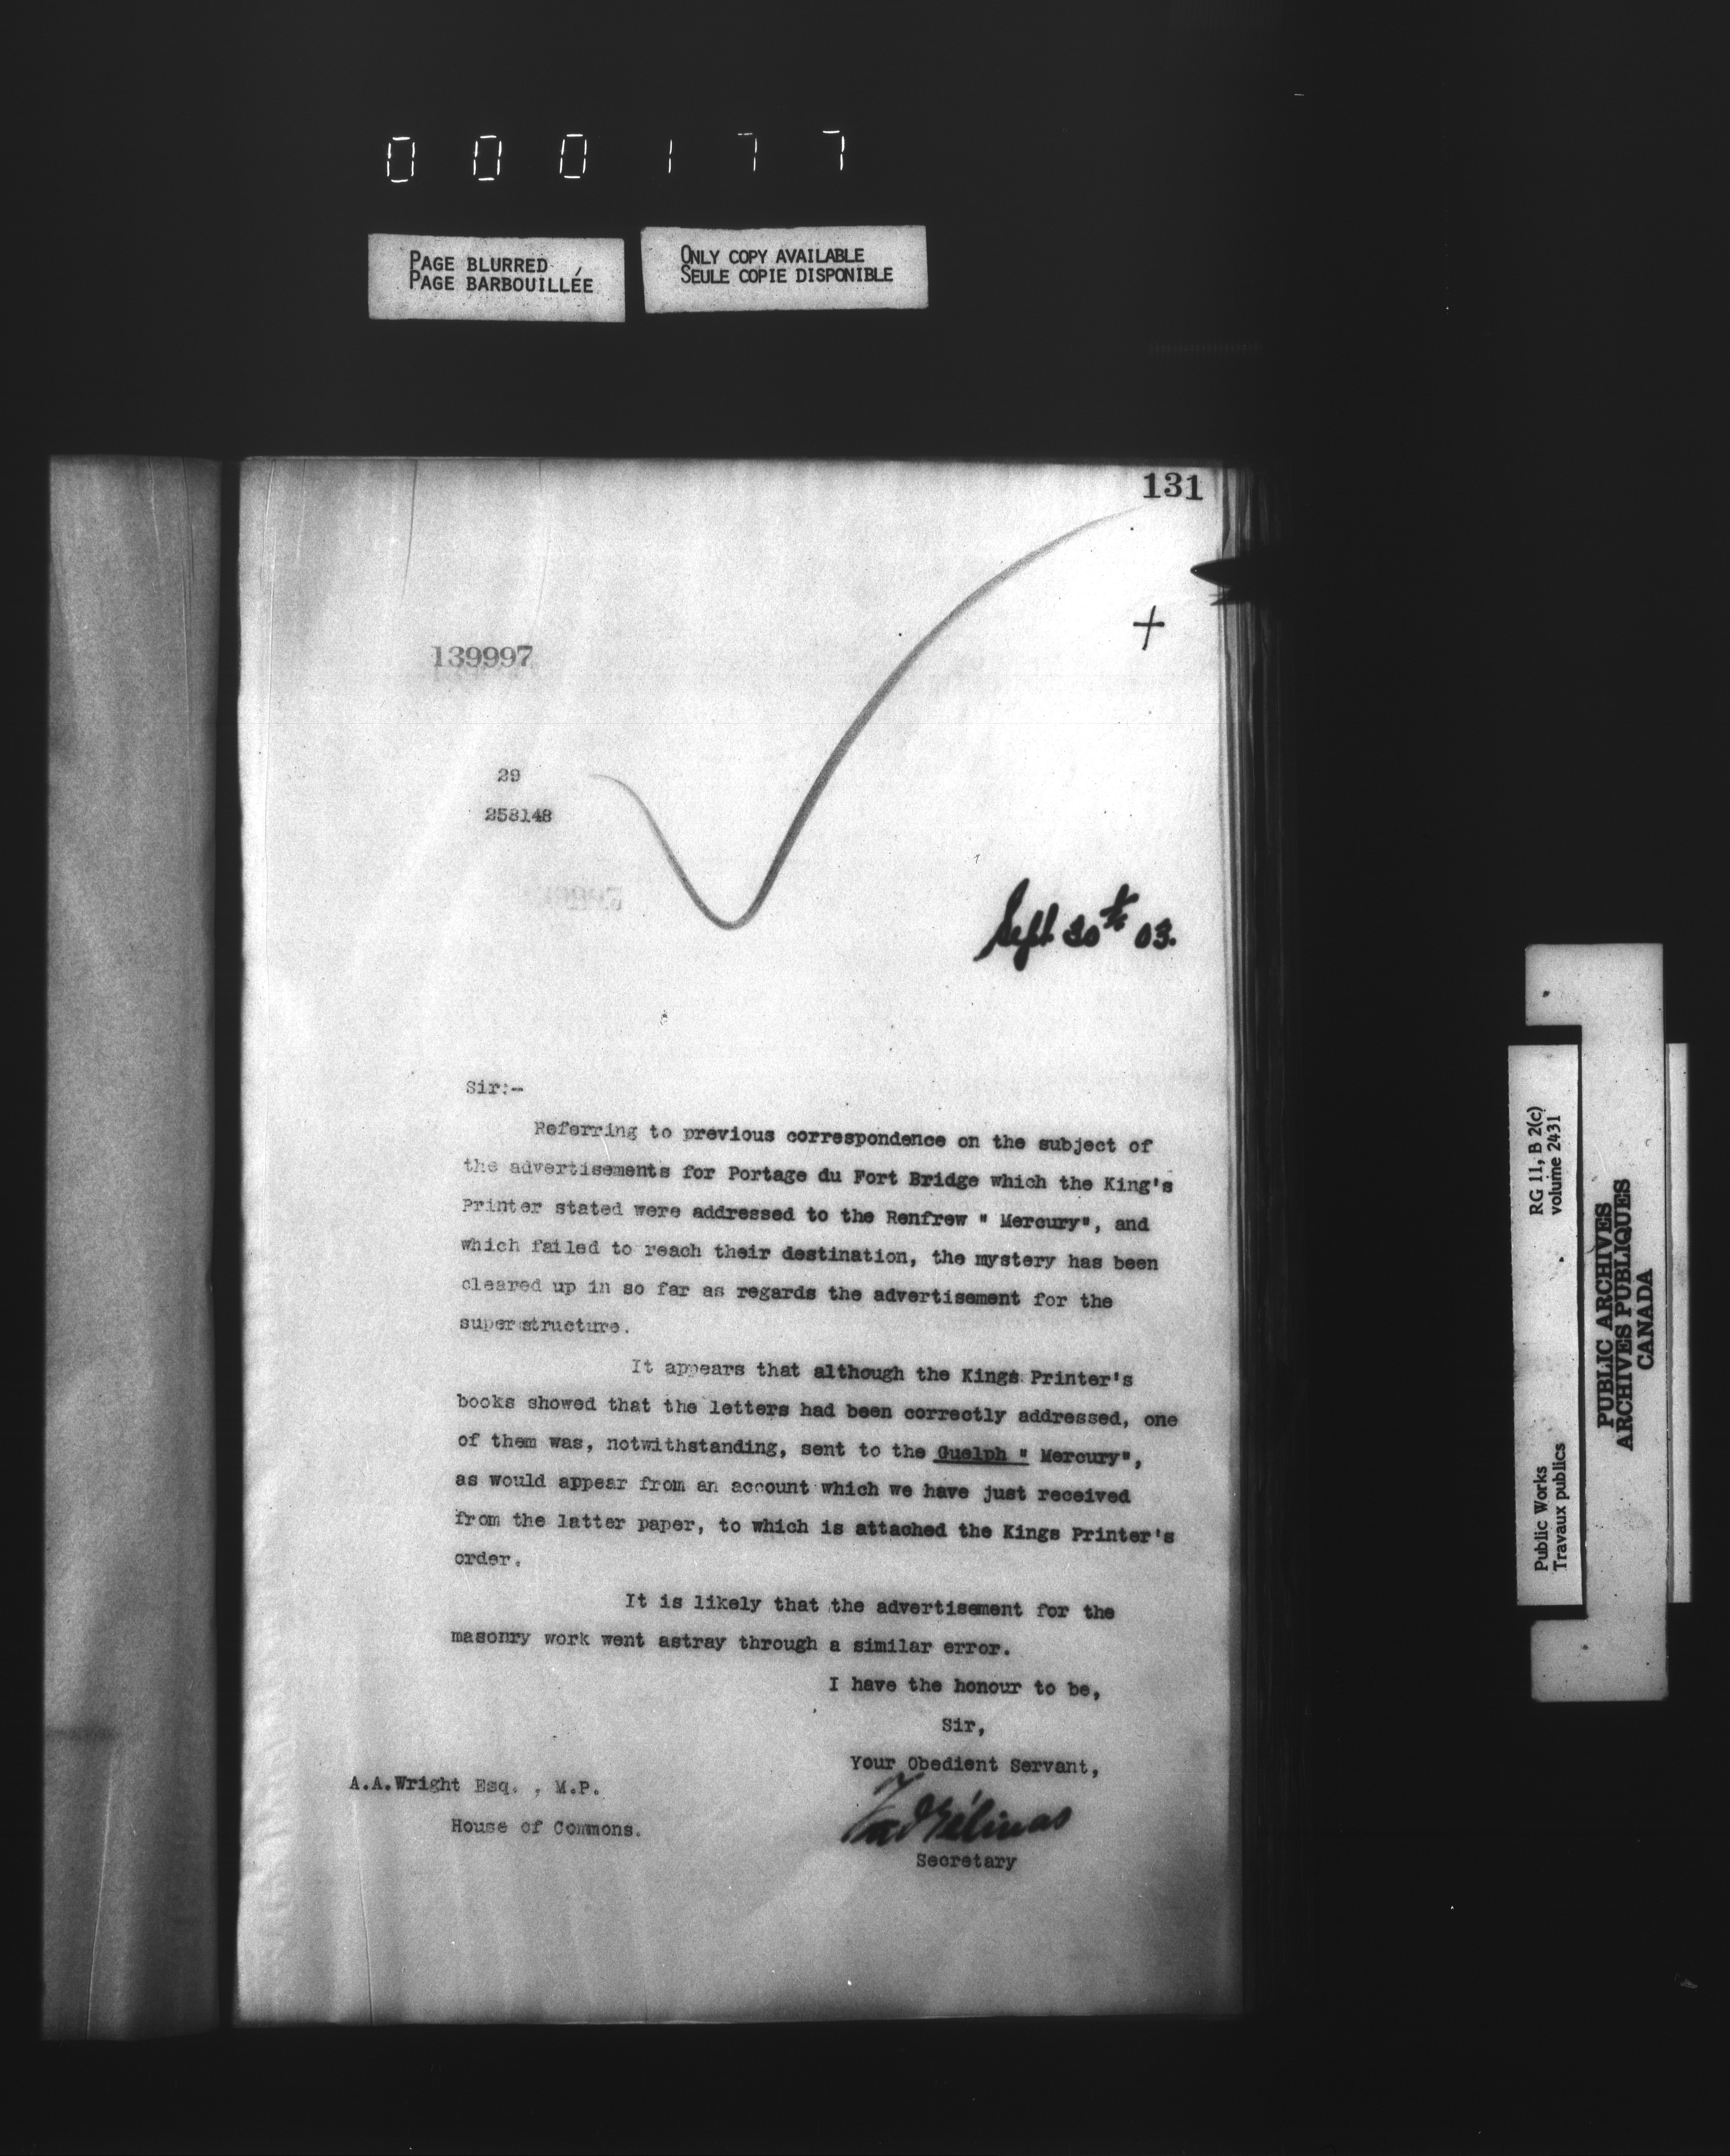 000177
PAGE BLURRED
PAGE BARBOUILLÉE
ONLY COPY AVAILABLE
SEULE COPIE DISPONIBLE
131
+
139997
29
258148
Sept 30th 03.
Sir:-
Referring to previous correspondence on the subject of
the advertisements for Portage du Fort Bridge which the King's
Printer stated were addressed to the Renfrew " Mercury", and
which failed to reach their destination, the mystery has been
cleared up in so far as regards the advertisement for the
superstructure.
It appears that although the Kings Printer's
books showed that the letters had been correctly addressed, one
of them was, notwithstanding, sent to the Guelph " Mercury",
as would appear from an account which we have just received
from the latter paper, to which is attached the Kings Printer's
order.
It is likely that the advertisement for the
masonry work went astray through a similar error.
I have the honour to be,
Sir,
Your Obedient Servant,
A.A.Wright Esq. , M.P.
House of Commons.
Fred Gélinas
Secretary
RG 11, B 2(c)
volume 2431
Public Works
Travaux publics
PUBLIC ARCHIVES
ARCHIVES PUBLIQUES
CANADA